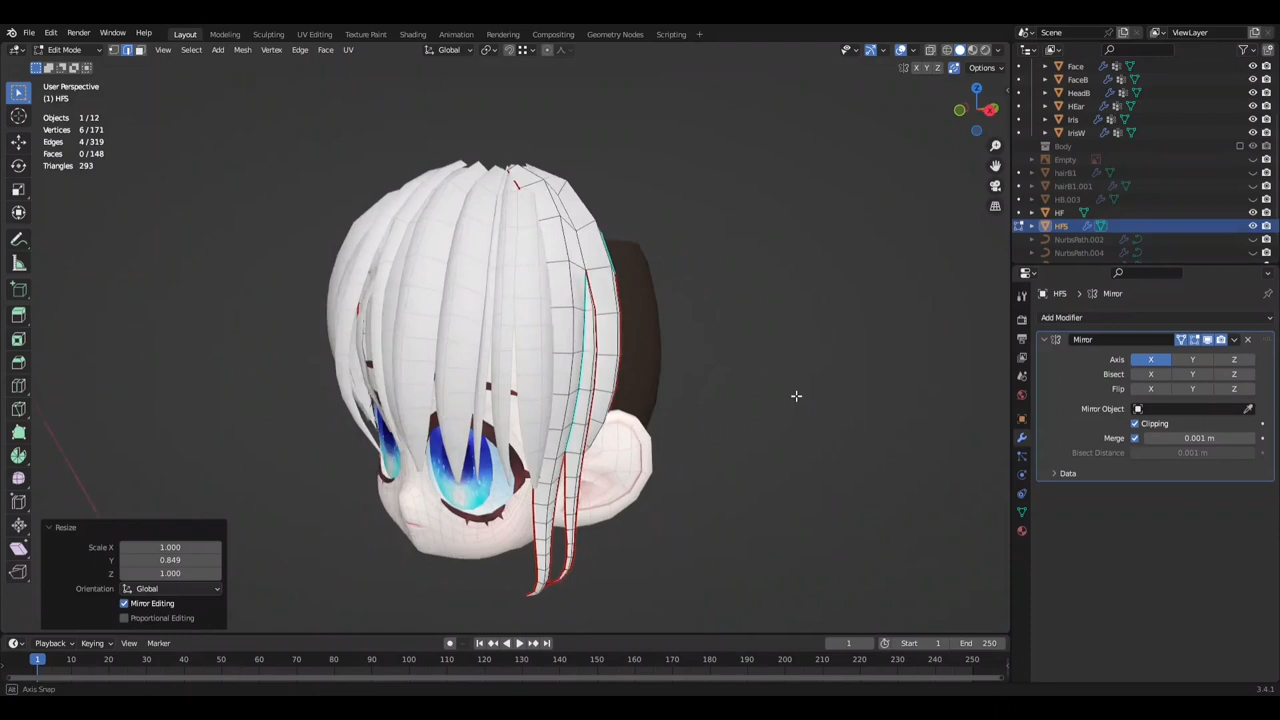 File Edit Render Window Help Layout Modeling Sculpting UV Editing Texture Paint Shading Animation Rendering Compositing Geometry Nodes Scripting Scene ViewLayer
Edit Mode View Select Add Mesh Vertex Edge Face UV Global
X Y Z Options
User Perspective
(1) HFS
Objects 1/12
Vertices 6/171
Edges 4/319
Faces 0/148
Triangles 293
Face
FaceB
HeadB
HEar
Iris
IrisW
Body
Empty
hairB1
hairB1.001
HB.003
HF
HFS
NurbsPath.002
NurbsPath.004
HFS > Mirror
Add Modifier
Mirror
Axis X Y Z
Bisect X Y Z
Flip X Y Z
Mirror Object
Clipping
Merge 0.001 m
Bisect Distance 0.001 m
Data
Resize
Scale X 1.000
Y 0.849
Z 1.000
Orientation Global
Mirror Editing
Proportional Editing
Playback Keying View Marker 1 Start 1 End 250
1 10 20 30 40 50 60 70 80 90 100 110 120 130 140 150 160 170 180 190 200 210 220 230 240 250
Alt Axis Snap 3.4.1